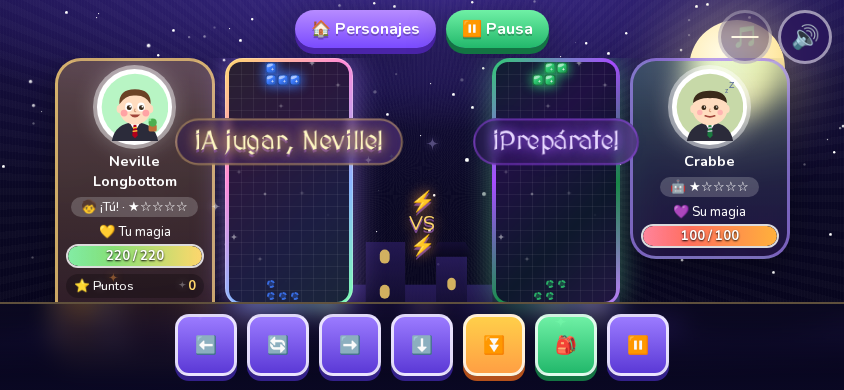 Personajes
Pausa
¡A jugar, Neville!
¡Prepárate!
Neville
Longbottom
¡Tú! · ★☆☆☆☆
Tu magia
220 / 220
Puntos
0
VS
Crabbe
★☆☆☆☆
Su magia
100 / 100